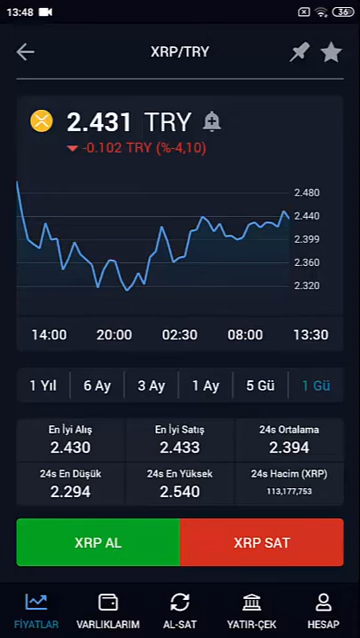 13:48 36
XRP/TRY
2.431 TRY
-0.102 TRY (%-4,10)
2.480
2.440
2.399
2.360
2.320
14:00 20:00 02:30 08:00 13:30
1 Yıl 6 Ay 3 Ay 1 Ay 5 Gü 1 Gü
En İyi Alış En İyi Satış 24s Ortalama
2.430 2.433 2.394
24s En Düşük 24s En Yüksek 24s Hacim (XRP)
2.294 2.540 113,177,753
XRP AL XRP SAT
FİYATLAR VARLIKLARIM AL-SAT YATIR-ÇEK HESAP